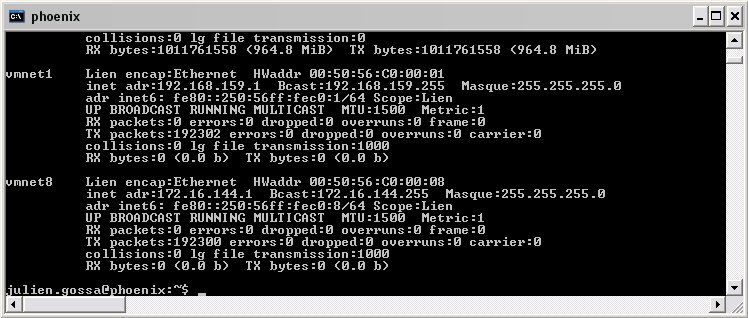 phoenix
collisions:0 lg file transmission:0
RX bytes:1011761558 (964.8 MiB)  TX bytes:1011761558 (964.8 MiB)
vmnet1    Lien encap:Ethernet  HWaddr 00:50:56:C0:00:01
inet adr:192.168.159.1  Bcast:192.168.159.255  Masque:255.255.255.0
adr inet6: fe80::250:56ff:fec0:1/64 Scope:Lien
UP BROADCAST RUNNING MULTICAST  MTU:1500  Metric:1
RX packets:0 errors:0 dropped:0 overruns:0 frame:0
TX packets:192302 errors:0 dropped:0 overruns:0 carrier:0
collisions:0 lg file transmission:1000
RX bytes:0 (0.0 b)  TX bytes:0 (0.0 b)
vmnet8    Lien encap:Ethernet  HWaddr 00:50:56:C0:00:08
inet adr:172.16.144.1  Bcast:172.16.144.255  Masque:255.255.255.0
adr inet6: fe80::250:56ff:fec0:8/64 Scope:Lien
UP BROADCAST RUNNING MULTICAST  MTU:1500  Metric:1
RX packets:0 errors:0 dropped:0 overruns:0 frame:0
TX packets:192300 errors:0 dropped:0 overruns:0 carrier:0
collisions:0 lg file transmission:1000
RX bytes:0 (0.0 b)  TX bytes:0 (0.0 b)
julien.gossa@phoenix:~$ _